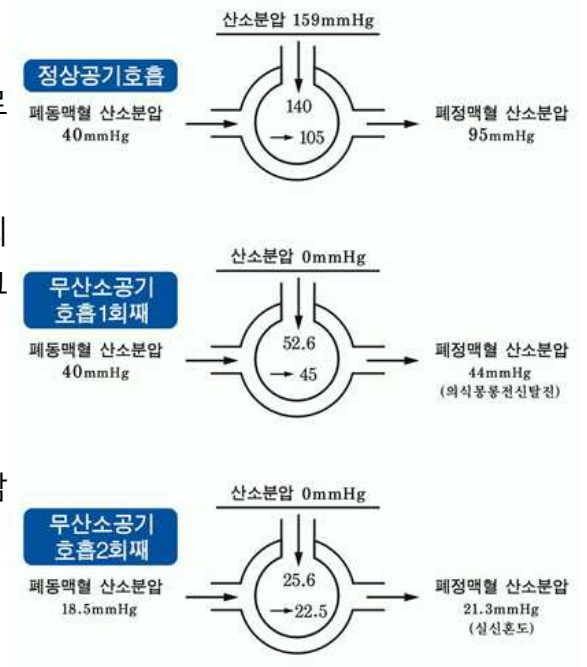 산소분압 159mmHg
정상공기호흡
폐동맥혈 산소분압
40mmHg
140
→ 105
폐정맥혈 산소분압
95mmHg
산소분압 0mmHg
무산소공기
호흡1회째
폐동맥혈 산소분압
40mmHg
52.6
→ 45
폐정맥혈 산소분압
44mmHg
(의식몽롱전신탈진)
산소분압 0mmHg
무산소공기
호흡2회째
폐동맥혈 산소분압
18.5mmHg
25.6
→22.5
폐정맥혈 산소분압
21.3mmHg
(실신혼도)